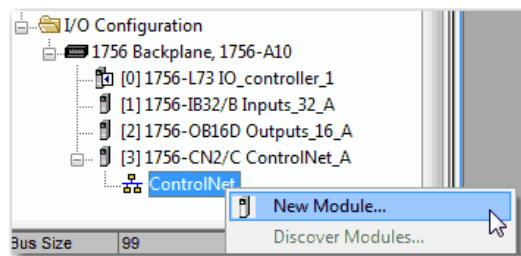 I/O Configuration
1756 Backplane, 1756-A10
[0] 1756-L73 IO_controller_1
[1] 1756-IB32/B Inputs_32_A
[2] 1756-OB16D Outputs_16_A
[3] 1756-CN2/C ControlNet_A
ControlNet
New Module...
Discover Modules...
Bus Size 99